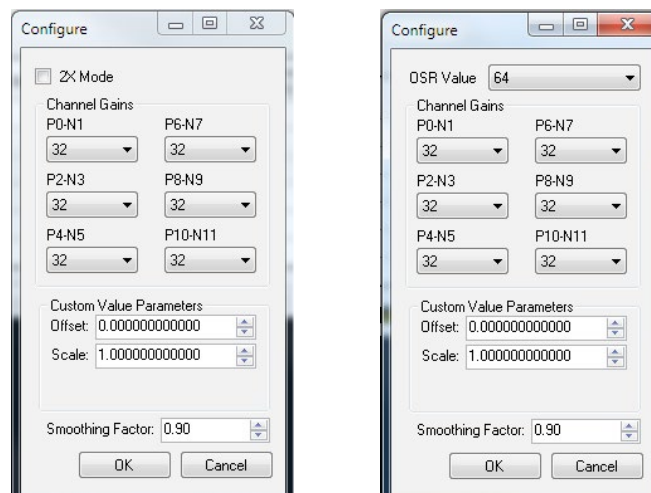 Configure
2X Mode
Channel Gains
P0-N1 P6-N7
32 32
P2-N3 P8-N9
32 32
P4-N5 P10-N11
32 32
Custom Value Parameters
Offset: 0.000000000000
Scale: 1.000000000000
Smoothing Factor: 0.90
OK Cancel
Configure
OSR Value 64
Channel Gains
P0-N1 P6-N7
32 32
P2-N3 P8-N9
32 32
P4-N5 P10-N11
32 32
Custom Value Parameters
Offset: 0.000000000000
Scale: 1.000000000000
Smoothing Factor: 0.90
OK Cancel